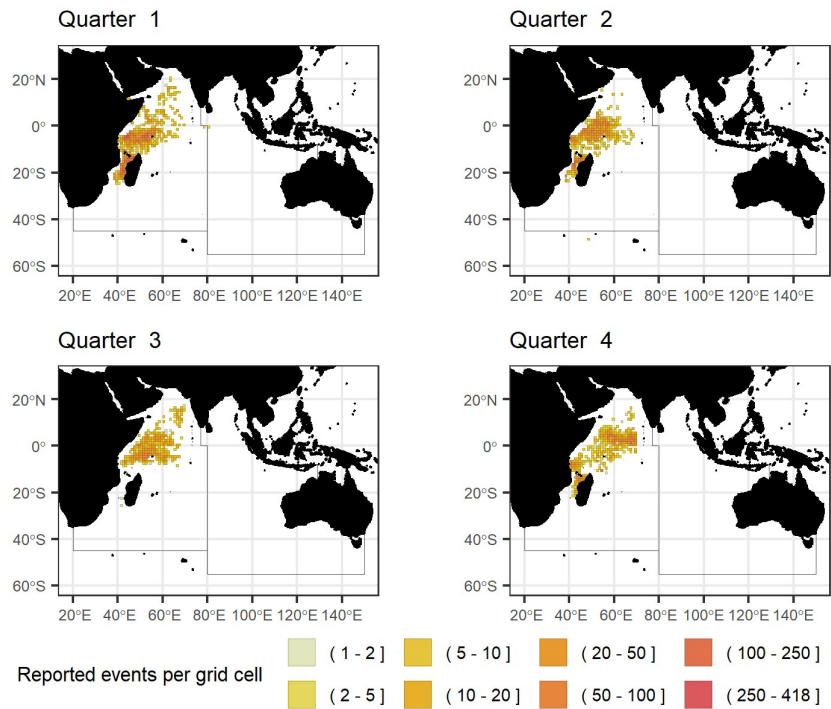 Quarter 1
Quarter 2
20°N
0°
20°S
40°S
60°S
20°N
0°
20°S
40°S
60°S
20°E 40°E 60°E 80°E 100°E 120°E 140°E
20°E 40°E 60°E 80°E 100°E 120°E 140°E
Quarter 3
Quarter 4
20°N
0°
20°S
40°S
60°S
20°N
0°
20°S
40°S
60°S
20°E 40°E 60°E 80°E 100°E 120°E 140°E
20°E 40°E 60°E 80°E 100°E 120°E 140°E
Reported events per grid cell
( 1 - 2 ] ( 5 - 10 ] ( 20 - 50 ] ( 100 - 250 ]
( 2 - 5 ] ( 10 - 20 ] ( 50 - 100 ] ( 250 - 418 ]